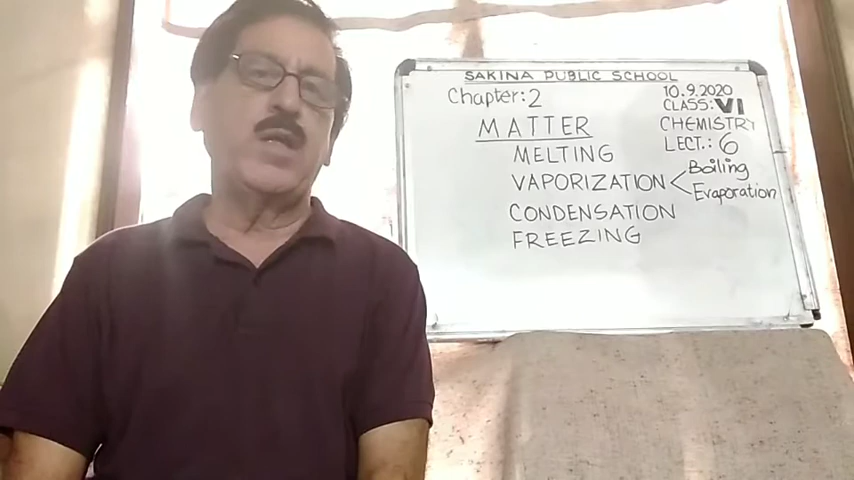 SAKINA PUBLIC SCHOOL
Chapter:2
10.9.2020
CLASS: VI
MATTER
CHEMISTRY
LECT.: 6
MELTING
VAPORIZATION < Boiling
Evaporation
CONDENSATION
FREEZING